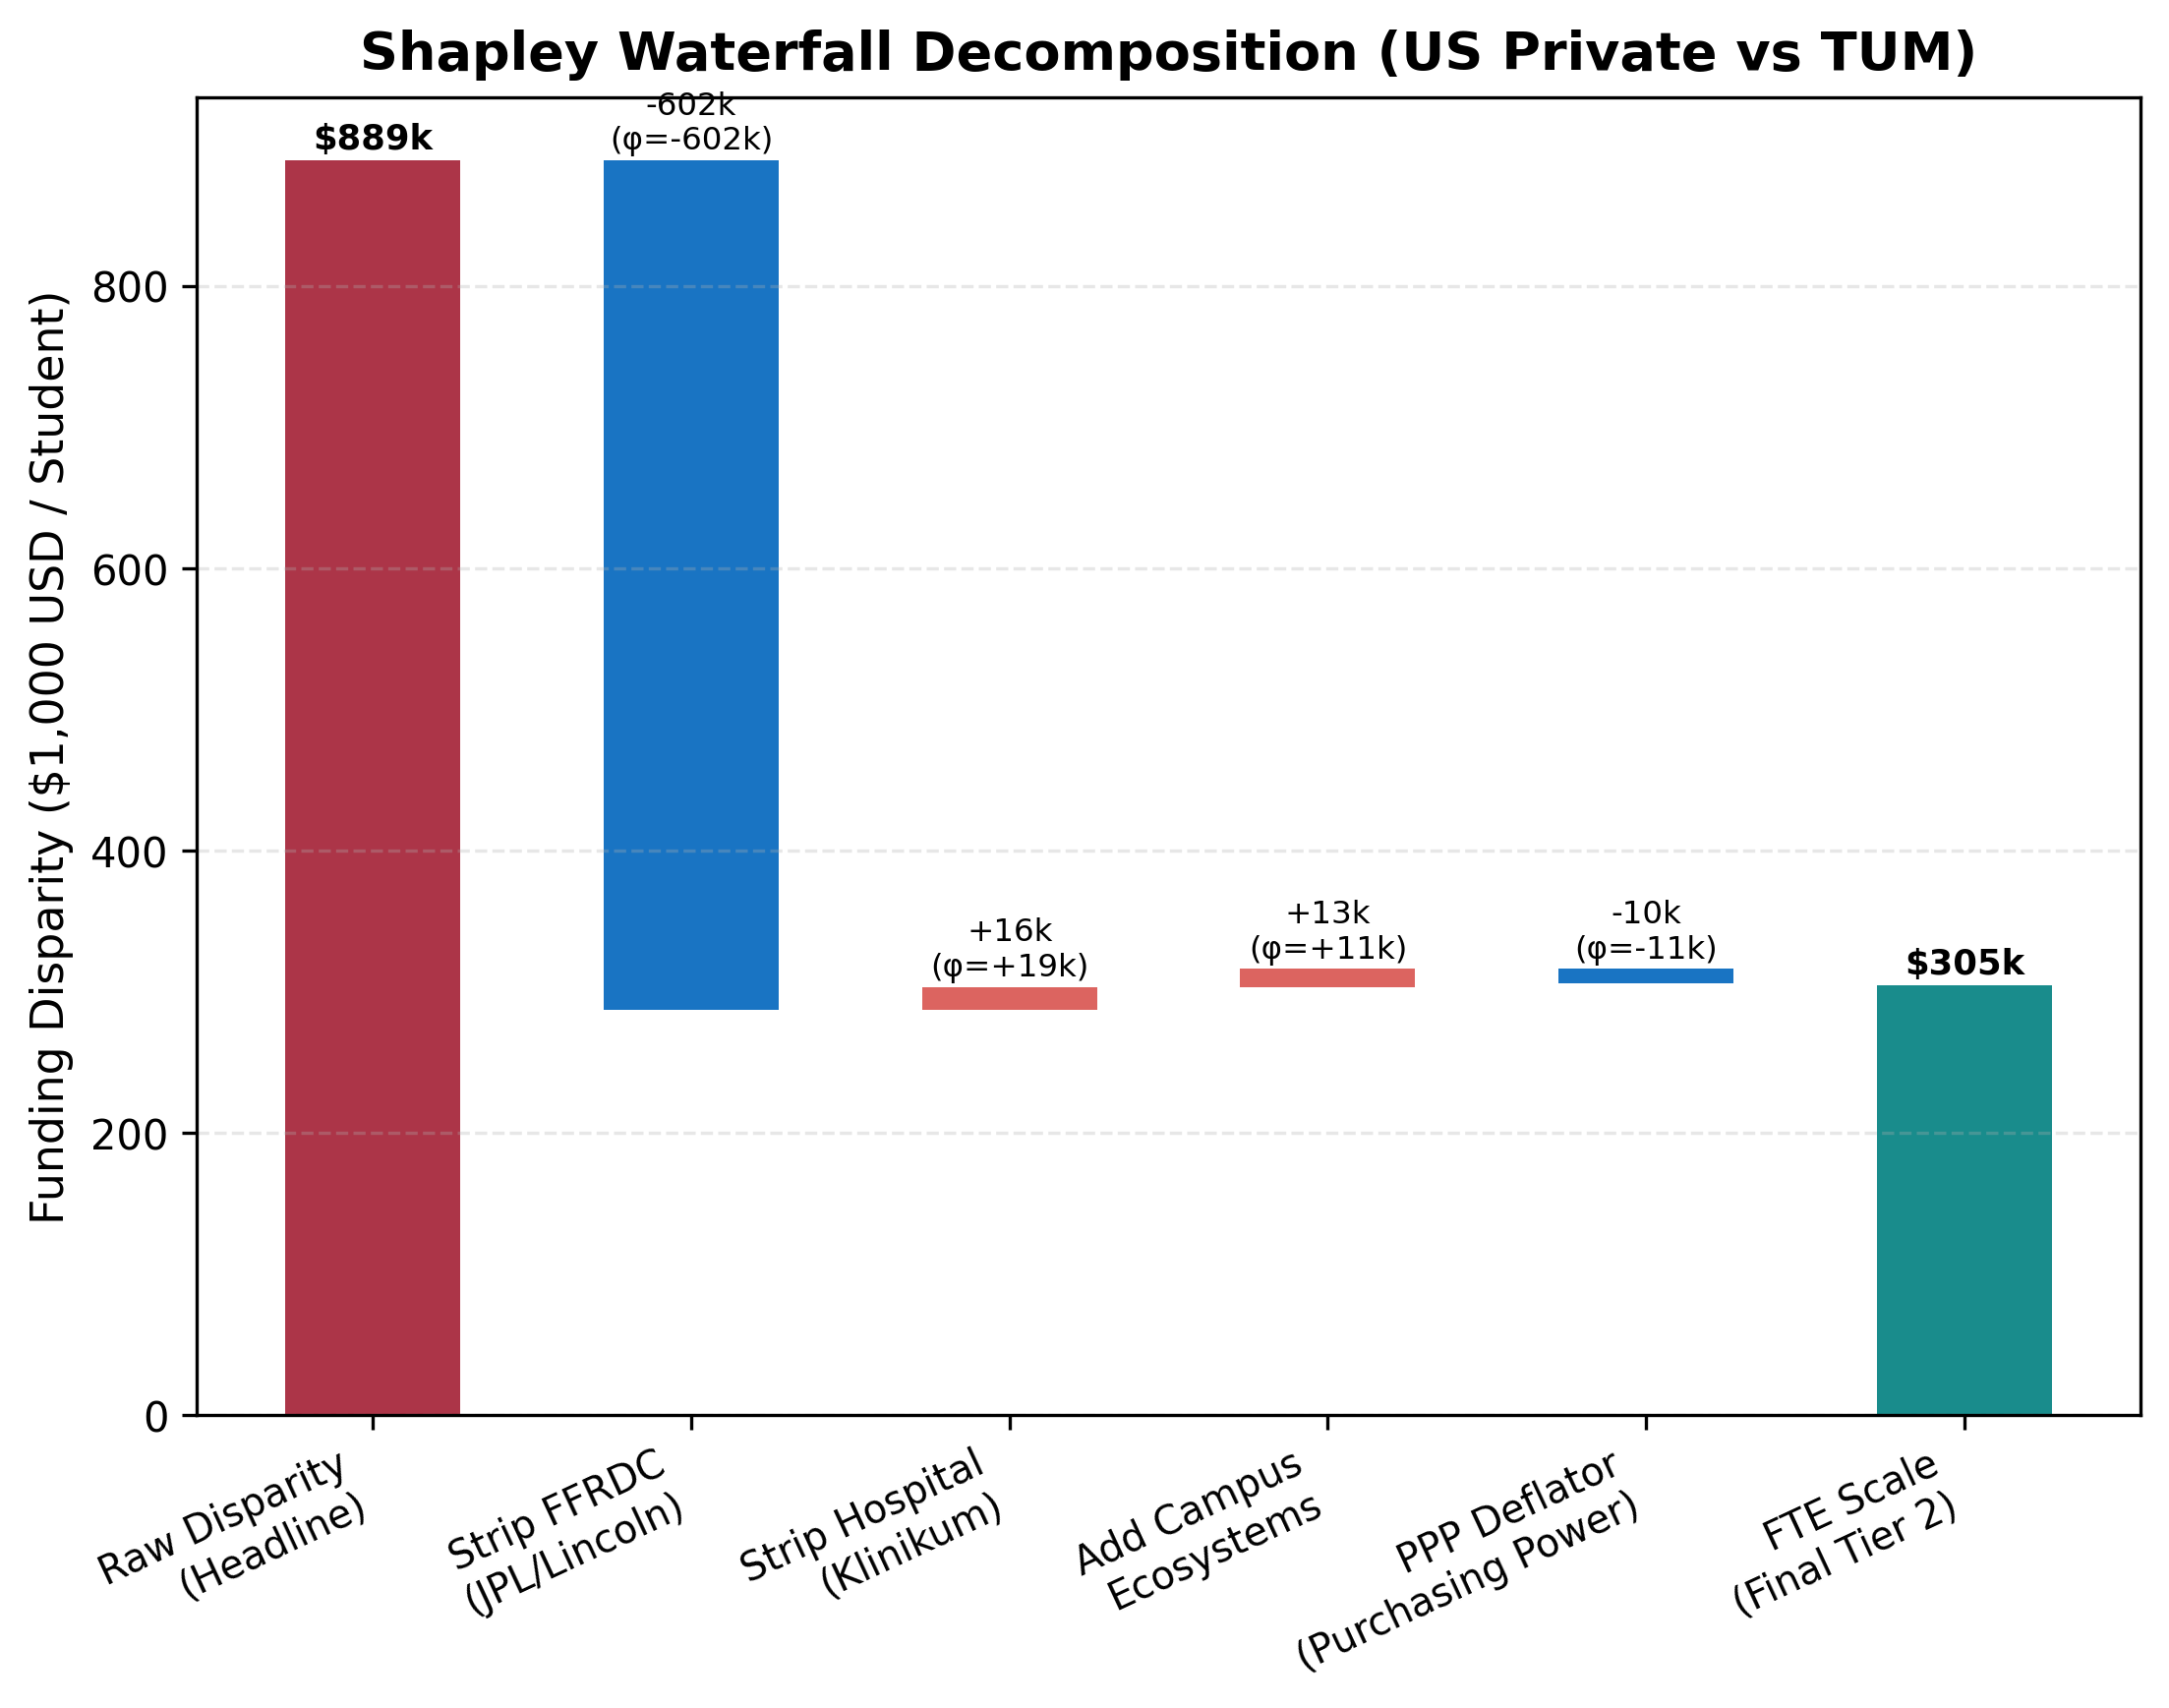 Shapley Waterfall Decomposition (US Private vs TUM)
Funding Disparity ($1,000 USD / Student)
800
600
400
200
0
$889k
-602k
(φ=-602k)
+16k
(φ=+19k)
+13k
(φ=+11k)
-10k
(φ=-11k)
$305k
Raw Disparity
(Headline)
Strip FFRDC
(JPL/Lincoln)
Strip Hospital
(Klinikum)
Add Campus
Ecosystems
PPP Deflator
(Purchasing Power)
FTE Scale
(Final Tier 2)